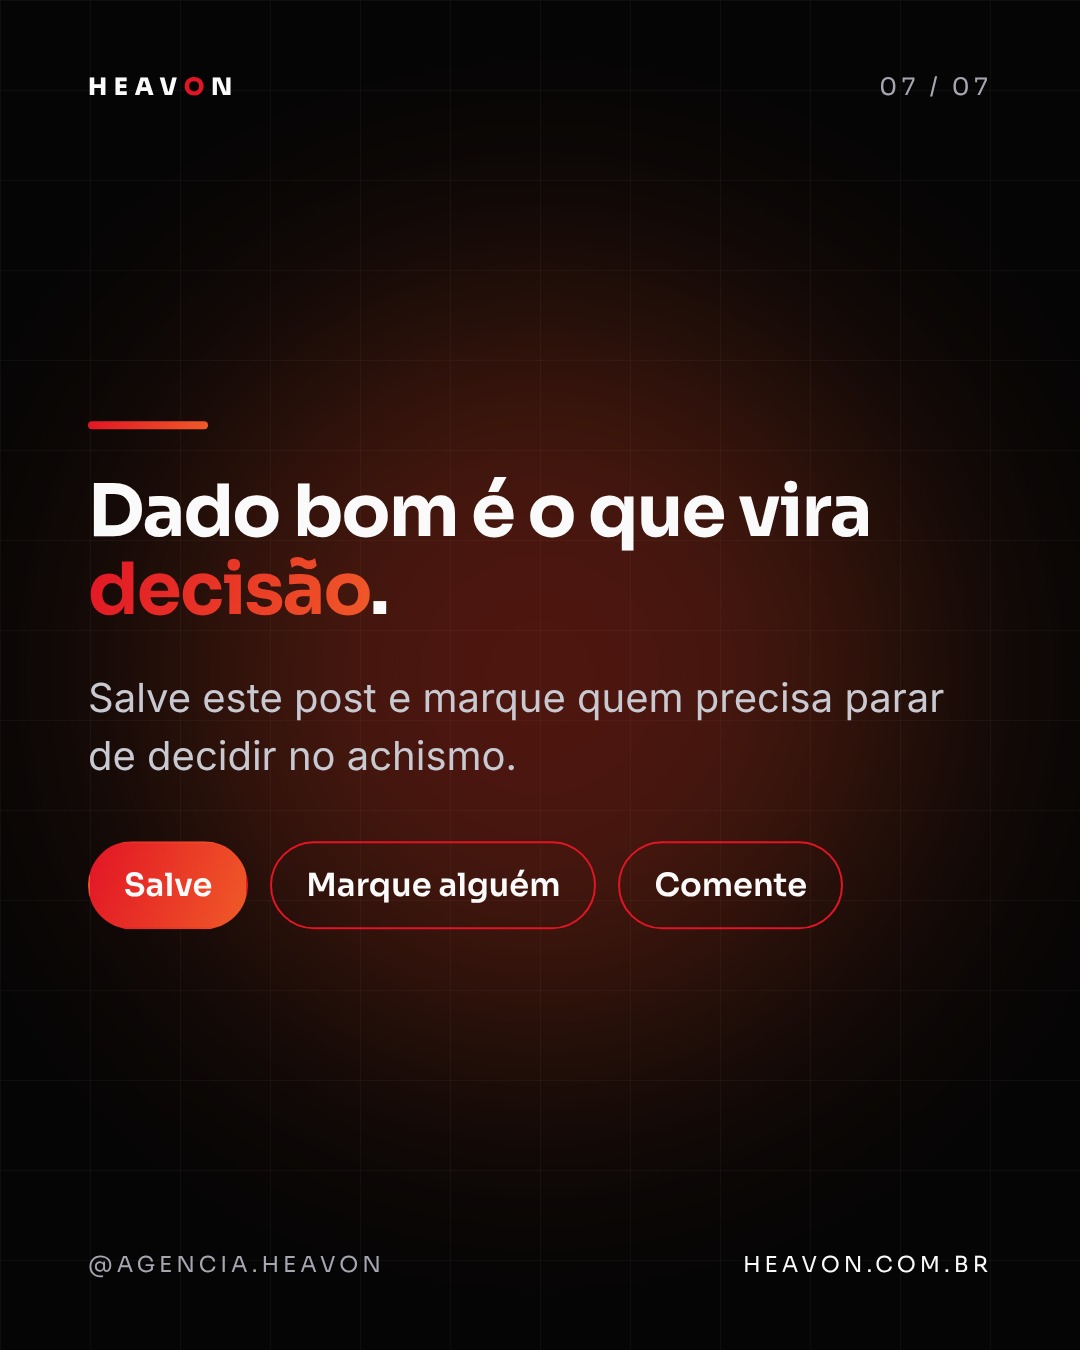 HEAVON
07 / 07
Dado bom é o que vira
decisão.
Salve este post e marque quem precisa parar
de decidir no achismo.
Salve
Marque alguém
Comente
@AGENCIA.HEAVON
HEAVON.COM.BR